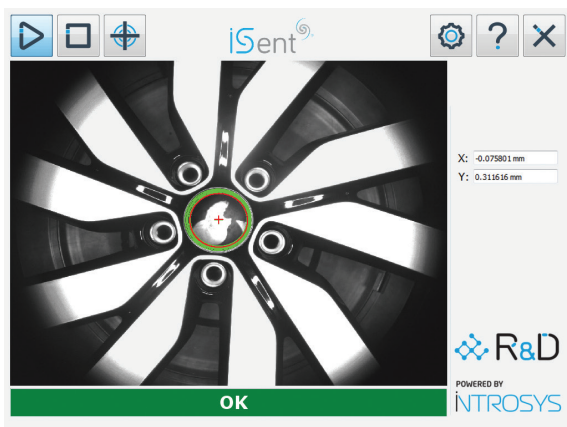 iSent
?
X: -0.075801 mm
Y: 0.311616 mm
R&D
POWERED BY
INTROSYS
OK